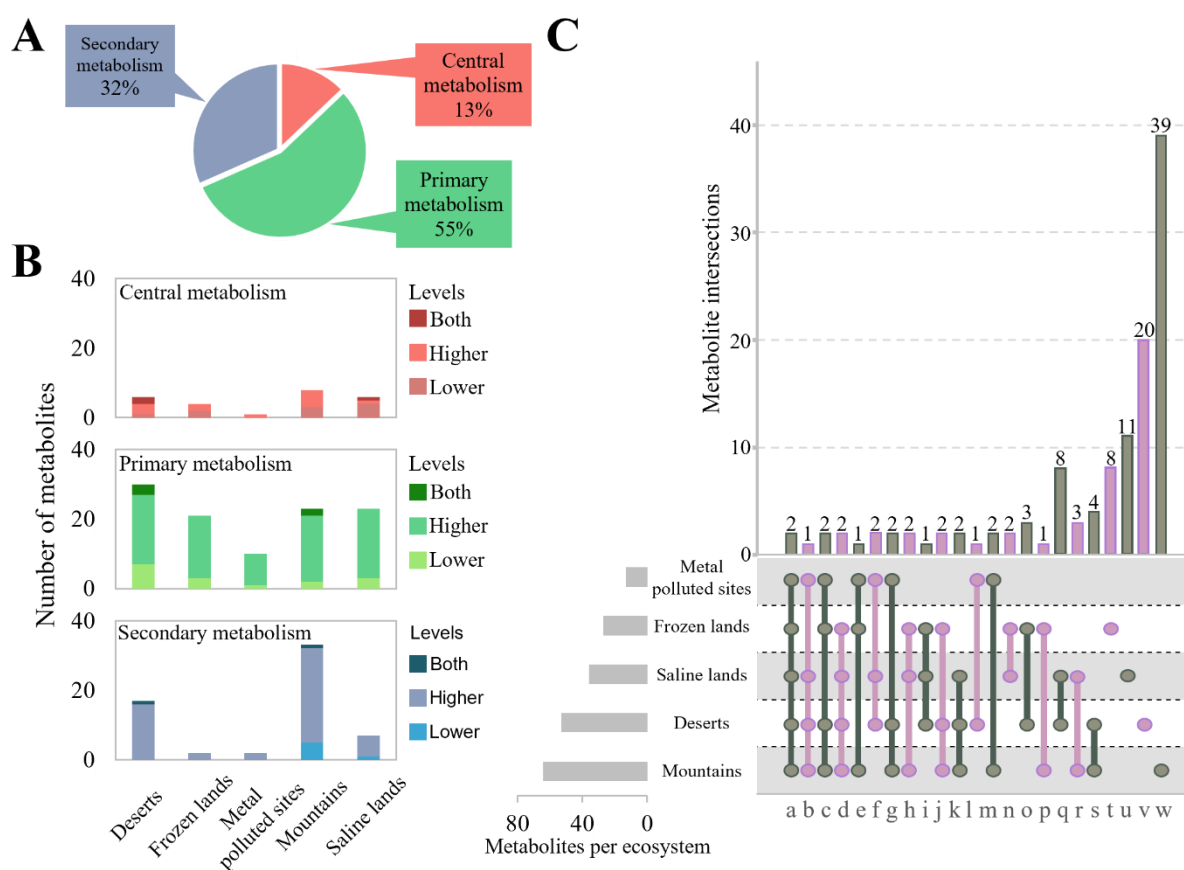 A
Secondary
metabolism
32%
Central
metabolism
13%
Primary
metabolism
55%
B
Number of metabolites
40
20
0
Central metabolism
Levels
Both
Higher
Lower
40
20
0
Primary metabolism
Levels
Both
Higher
Lower
40
20
0
Secondary metabolism
Levels
Both
Higher
Lower
Deserts
Frozen lands
Metal
polluted sites
Mountains
Saline lands
C
Metabolite intersections
40
30
20
10
0
2 1 2 2 1 2 2 2 1 2 2 1 2 2 3 1 8 3 4 8 11 20 39
Metal
polluted sites
Frozen lands
Saline lands
Deserts
Mountains
80 0
Metabolites per ecosystem
a b c d e f g h i j k l m n o p q r s t u v w